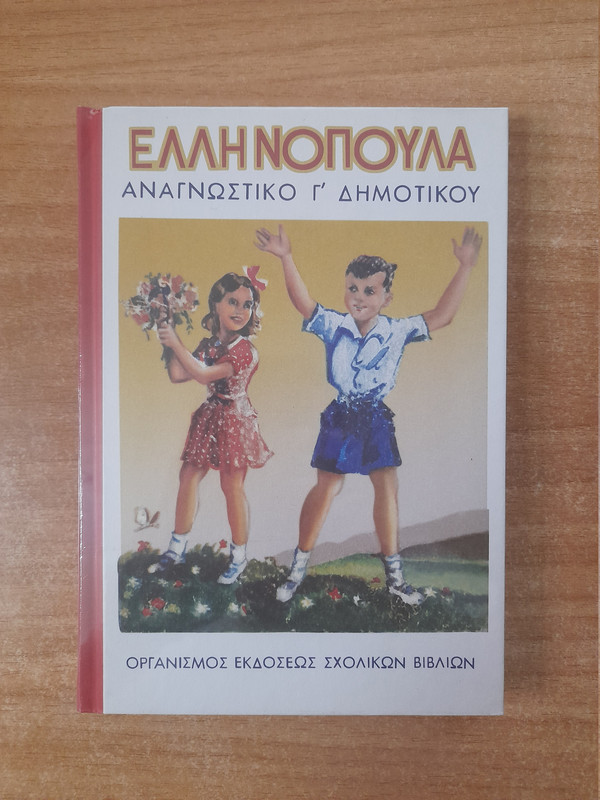 ΕΛΛΗΝΟΠΟΥΛΑ
ΑΝΑΓΝΩΣΤΙΚΟ Γ' ΔΗΜΟΤΙΚΟΥ
ΟΡΓΑΝΙΣΜΟΣ ΕΚΔΟΣΕΩΣ ΣΧΟΛΙΚΩΝ ΒΙΒΛΙΩΝ